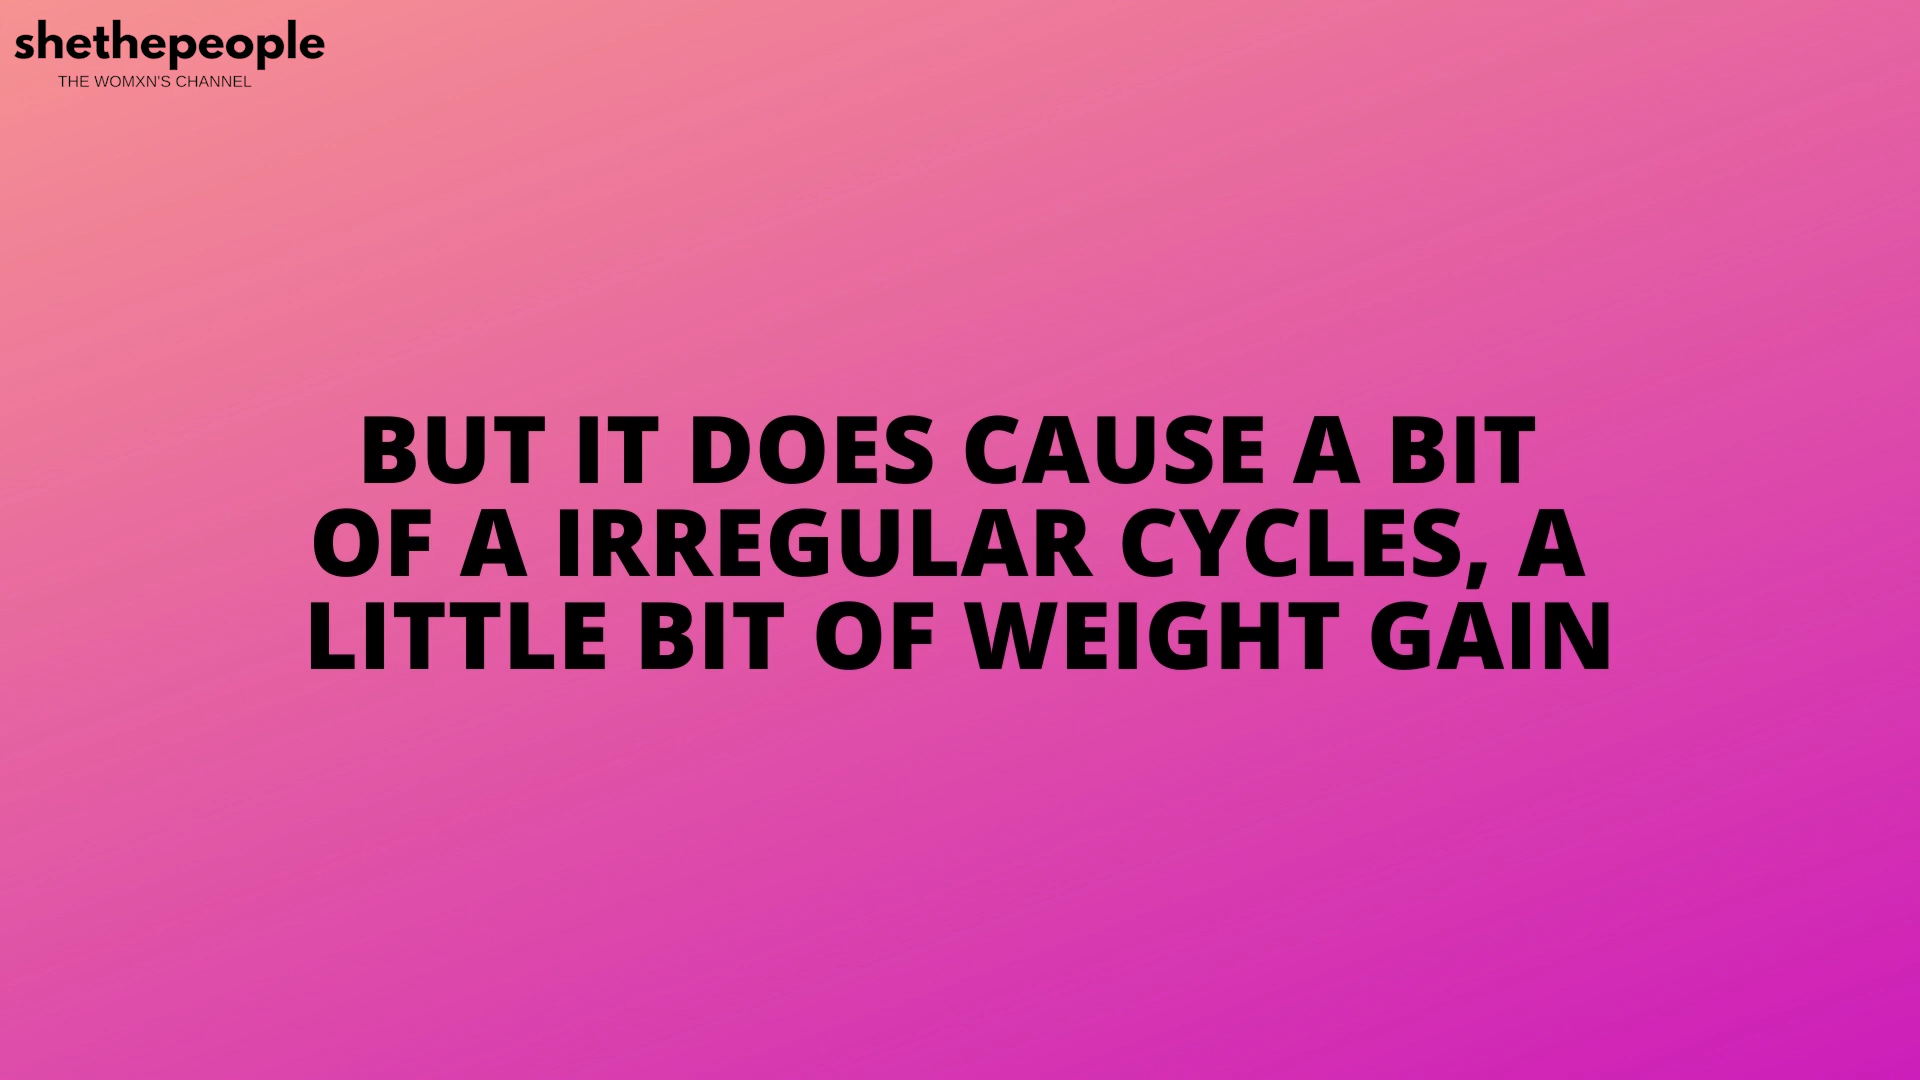 shethepeople
THE WOMXN'S CHANNEL
BUT IT DOES CAUSE A BIT
OF A IRREGULAR CYCLES, A
LITTLE BIT OF WEIGHT GAIN